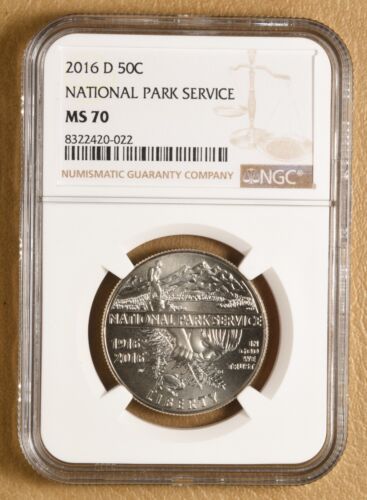 2016 D 50C
NATIONAL PARK SERVICE
MS 70
8322420-022
NUMISMATIC GUARANTY COMPANY
NGC
NATIONAL PARK SERVICE
1916
2016
IN
GOD
WE
TRUST
LIBERTY